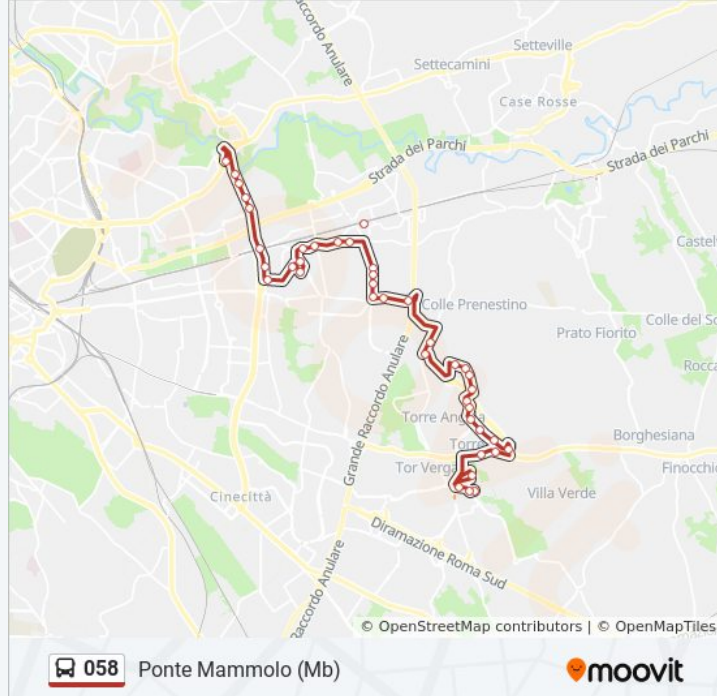 Raccordo Anulare
Setteville
Settecamini
Case Rosse
Strada dei Parchi
Strada dei Parchi
Castelv
Colle Prenestino
Colle del So
Prato Fiorito
Rocca
Grande Raccordo Anulare
Torre Angela
Torre
Borghesiana
Tor Verga
Finocchio
Cinecittà
Villa Verde
Diramazione Roma Sud
Raccordo Anulare
© OpenStreetMap contributors | © OpenMapTiles
058 Ponte Mammolo (Mb)
moovit